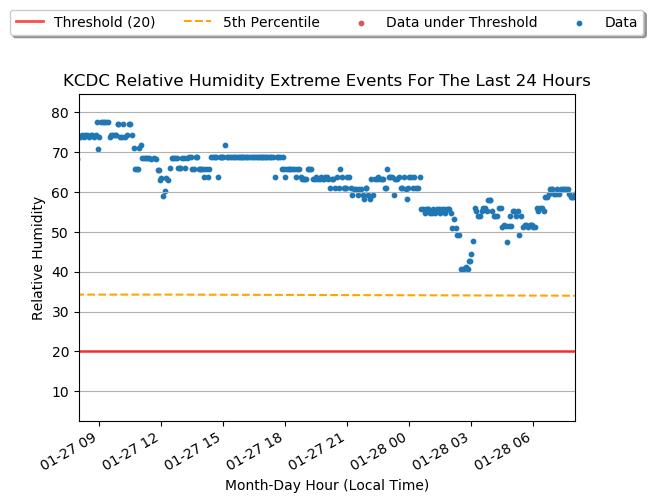 Threshold (20) 5th Percentile Data under Threshold Data
KCDC Relative Humidity Extreme Events For The Last 24 Hours
80
70
60
50
40
30
20
10
Relative Humidity
01-27 09 01-27 12 01-27 15 01-27 18 01-27 21 01-28 00 01-28 03 01-28 06
Month-Day Hour (Local Time)